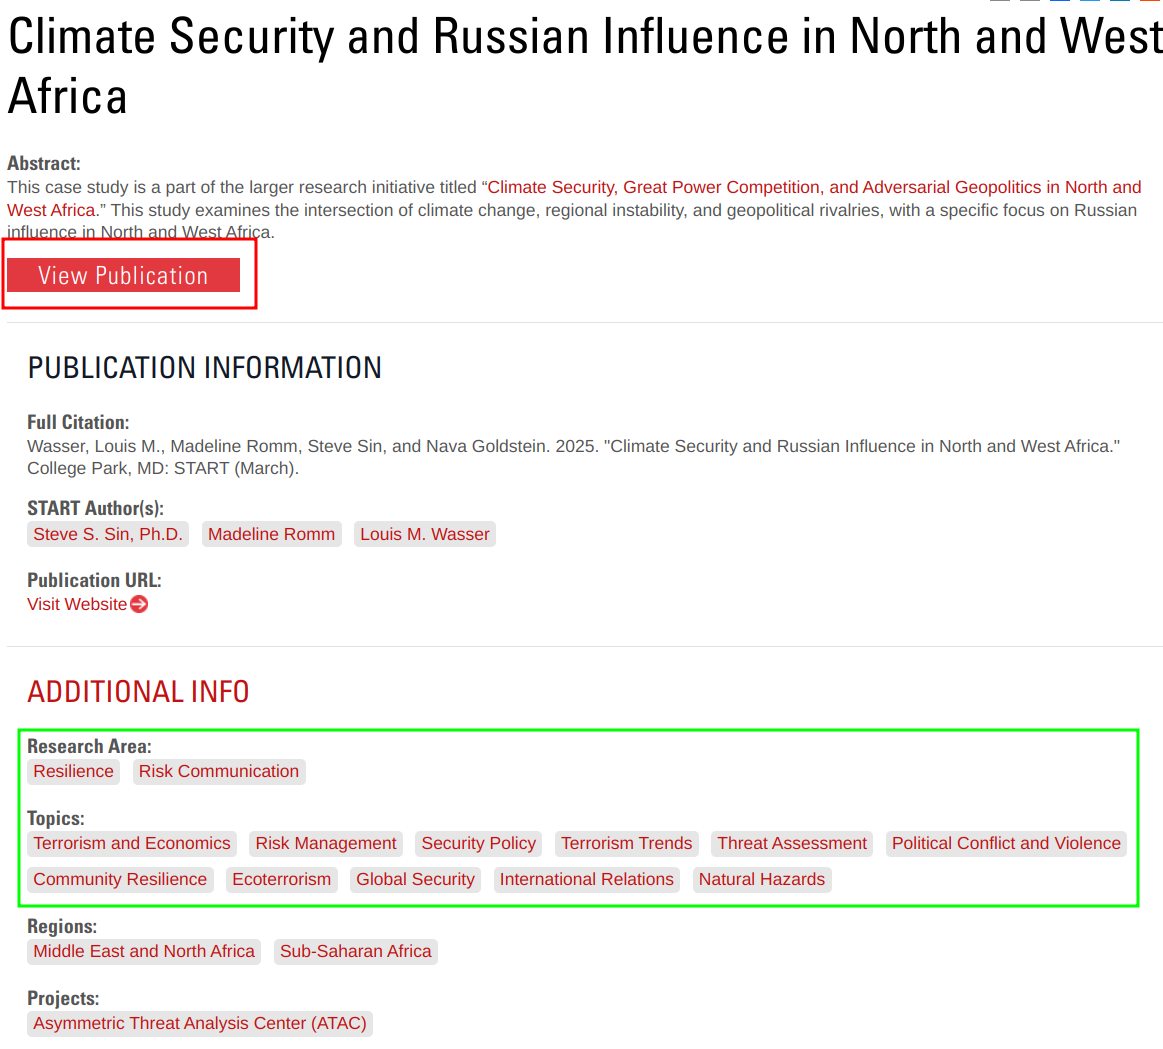 Climate Security and Russian Influence in North and West
Africa
Abstract:
This case study is a part of the larger research initiative titled “Climate Security, Great Power Competition, and Adversarial Geopolitics in North and
West Africa.” This study examines the intersection of climate change, regional instability, and geopolitical rivalries, with a specific focus on Russian
influence in North and West Africa.
View Publication
PUBLICATION INFORMATION
Full Citation:
Wasser, Louis M., Madeline Romm, Steve Sin, and Nava Goldstein. 2025. "Climate Security and Russian Influence in North and West Africa."
College Park, MD: START (March).
START Author(s):
Steve S. Sin, Ph.D. Madeline Romm Louis M. Wasser
Publication URL:
Visit Website
ADDITIONAL INFO
Research Area:
Resilience Risk Communication
Topics:
Terrorism and Economics Risk Management Security Policy Terrorism Trends Threat Assessment Political Conflict and Violence
Community Resilience Ecoterrorism Global Security International Relations Natural Hazards
Regions:
Middle East and North Africa Sub-Saharan Africa
Projects:
Asymmetric Threat Analysis Center (ATAC)